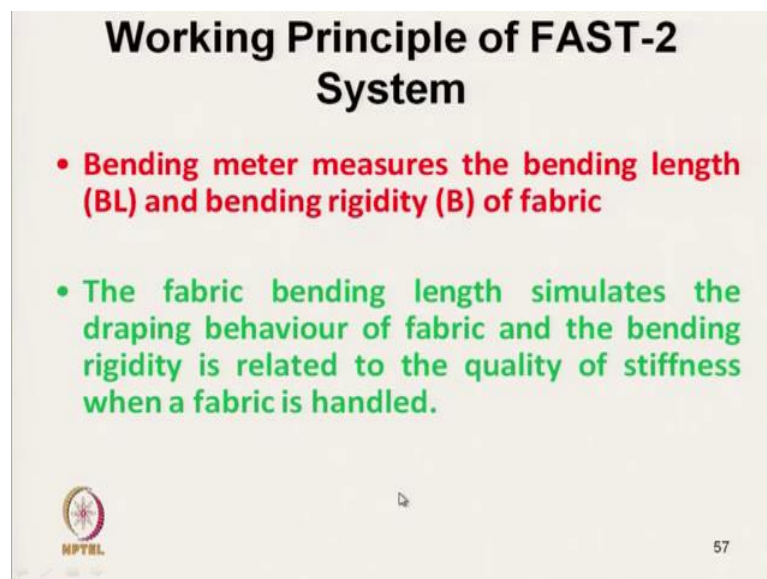 Working Principle of FAST-2
System
• Bending meter measures the bending length
(BL) and bending rigidity (B) of fabric
• The fabric bending length simulates the
draping behaviour of fabric and the bending
rigidity is related to the quality of stiffness
when a fabric is handled.
NPTEL
57